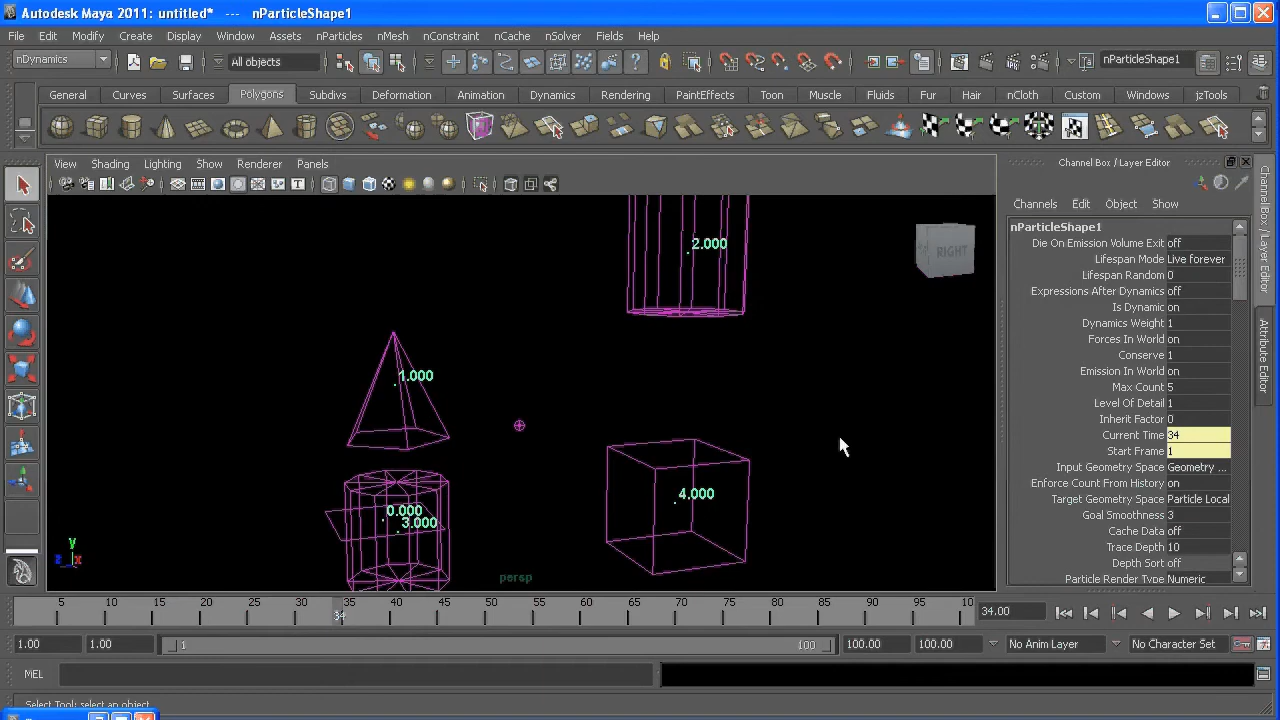 Autodesk Maya 2011: untitled*   ---   nParticleShape1
File Edit Modify Create Display Window Assets nParticles nMesh nConstraint nCache nSolver Fields Help
nDynamics All objects nParticleShape1
General Curves Surfaces Polygons Subdivs Deformation Animation Dynamics Rendering PaintEffects Toon Muscle Fluids Fur Hair nCloth Custom Windows jzTools
View Shading Lighting Show Renderer Panels
Channel Box / Layer Editor
Channels Edit Object Show
nParticleShape1
Die On Emission Volume Exit off
Lifespan Mode Live forever
Lifespan Random 0
Expressions After Dynamics off
Is Dynamic on
Dynamics Weight 1
Forces In World on
Conserve 1
Emission In World on
Max Count 5
Level Of Detail 1
Inherit Factor 0
Current Time 34
Start Frame 1
Input Geometry Space Geometry ...
Enforce Count From History on
Target Geometry Space Particle Local
Goal Smoothness 3
Cache Data off
Trace Depth 10
Depth Sort off
Particle Render Type Numeric
ChannelBox / Layer Editor
Attribute Editor
2.000
RIGHT
1.000
4.000
0.000
3.000
y
z x
persp
5 10 15 20 25 30 34 40 45 50 55 60 65 70 75 80 85 90 95 10
34.00
1.00 1.00 1 100 100.00 100.00 No Anim Layer No Character Set
MEL
Select Tool: select an object